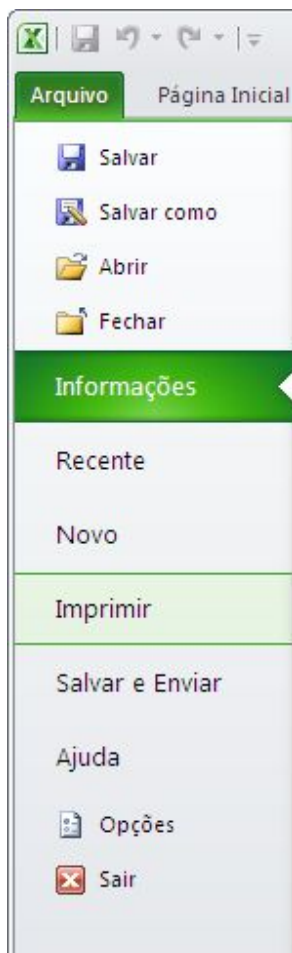 Arquivo Página Inicial
Salvar
Salvar como
Abrir
Fechar
Informações
Recente
Novo
Imprimir
Salvar e Enviar
Ajuda
Opções
Sair